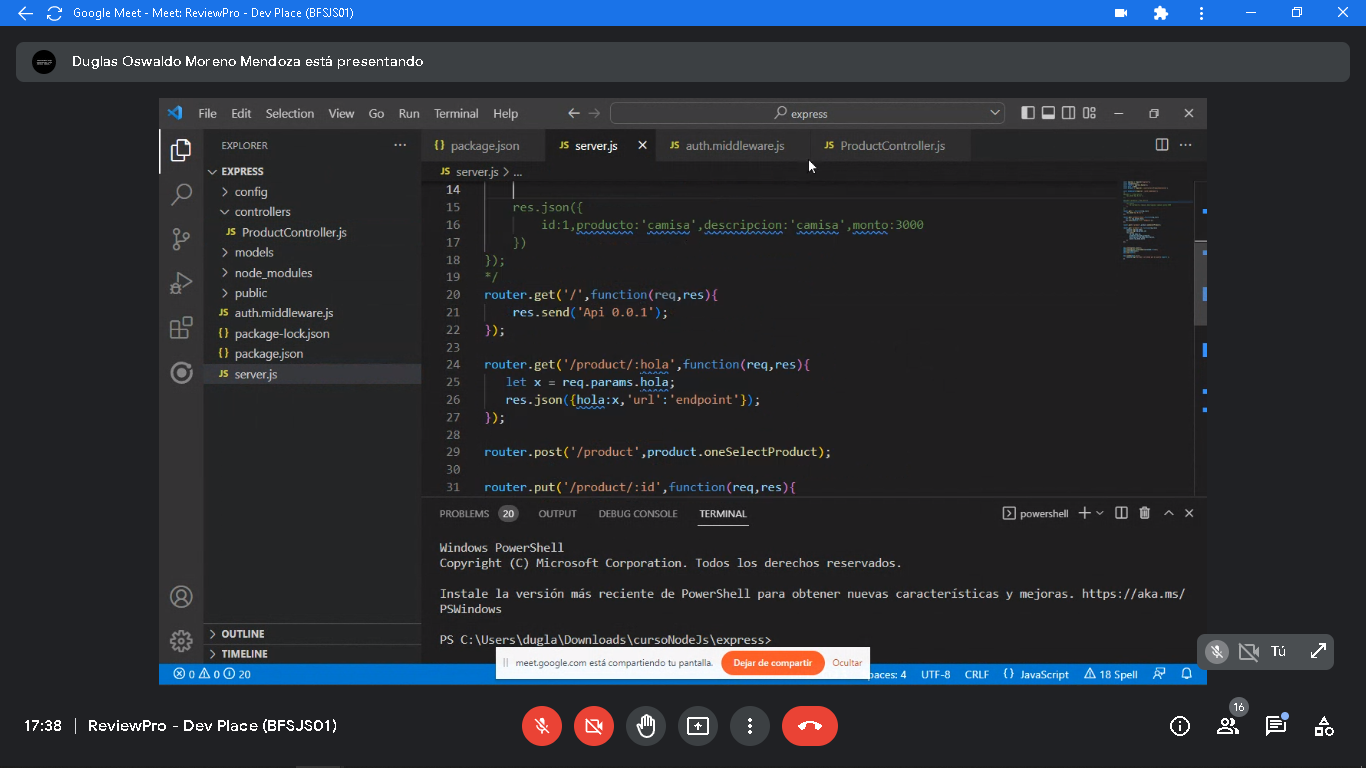 Google Meet - Meet: ReviewPro - Dev Place (BFSJS01)
Duglas Oswaldo Moreno Mendoza está presentando
File Edit Selection View Go Run Terminal Help
express
EXPLORER
EXPRESS
config
controllers
JS ProductController.js
models
node_modules
public
JS auth.middleware.js
{} package-lock.json
{} package.json
JS server.js
OUTLINE
TIMELINE
{} package.json
JS server.js
JS auth.middleware.js
JS ProductController.js
JS server.js > ...
14
15 res.json({
16 id:1,producto:'camisa',descripcion:'camisa',monto:3000
17 })
18 });
19 */
20 router.get('/',function(req,res){
21 res.send('Api 0.0.1');
22 });
23
24 router.get('/product/:hola',function(req,res){
25 let x = req.params.hola;
26 res.json({hola:x,'url':'endpoint'});
27 });
28
29 router.post('/product',product.oneSelectProduct);
30
31 router.put('/product/:id',function(req,res){
PROBLEMS 20 OUTPUT DEBUG CONSOLE TERMINAL
powershell
Windows PowerShell
Copyright (C) Microsoft Corporation. Todos los derechos reservados.
Instale la versión más reciente de PowerShell para obtener nuevas características y mejoras. https://aka.ms/
PSWindows
PS C:\Users\dugla\Downloads\cursoNodeJs\express>
meet.google.com está compartiendo tu pantalla. Dejar de compartir Ocultar
0 0 20
paces: 4 UTF-8 CRLF {} JavaScript 18 Spell
Tú
17:38 | ReviewPro - Dev Place (BFSJS01)
16